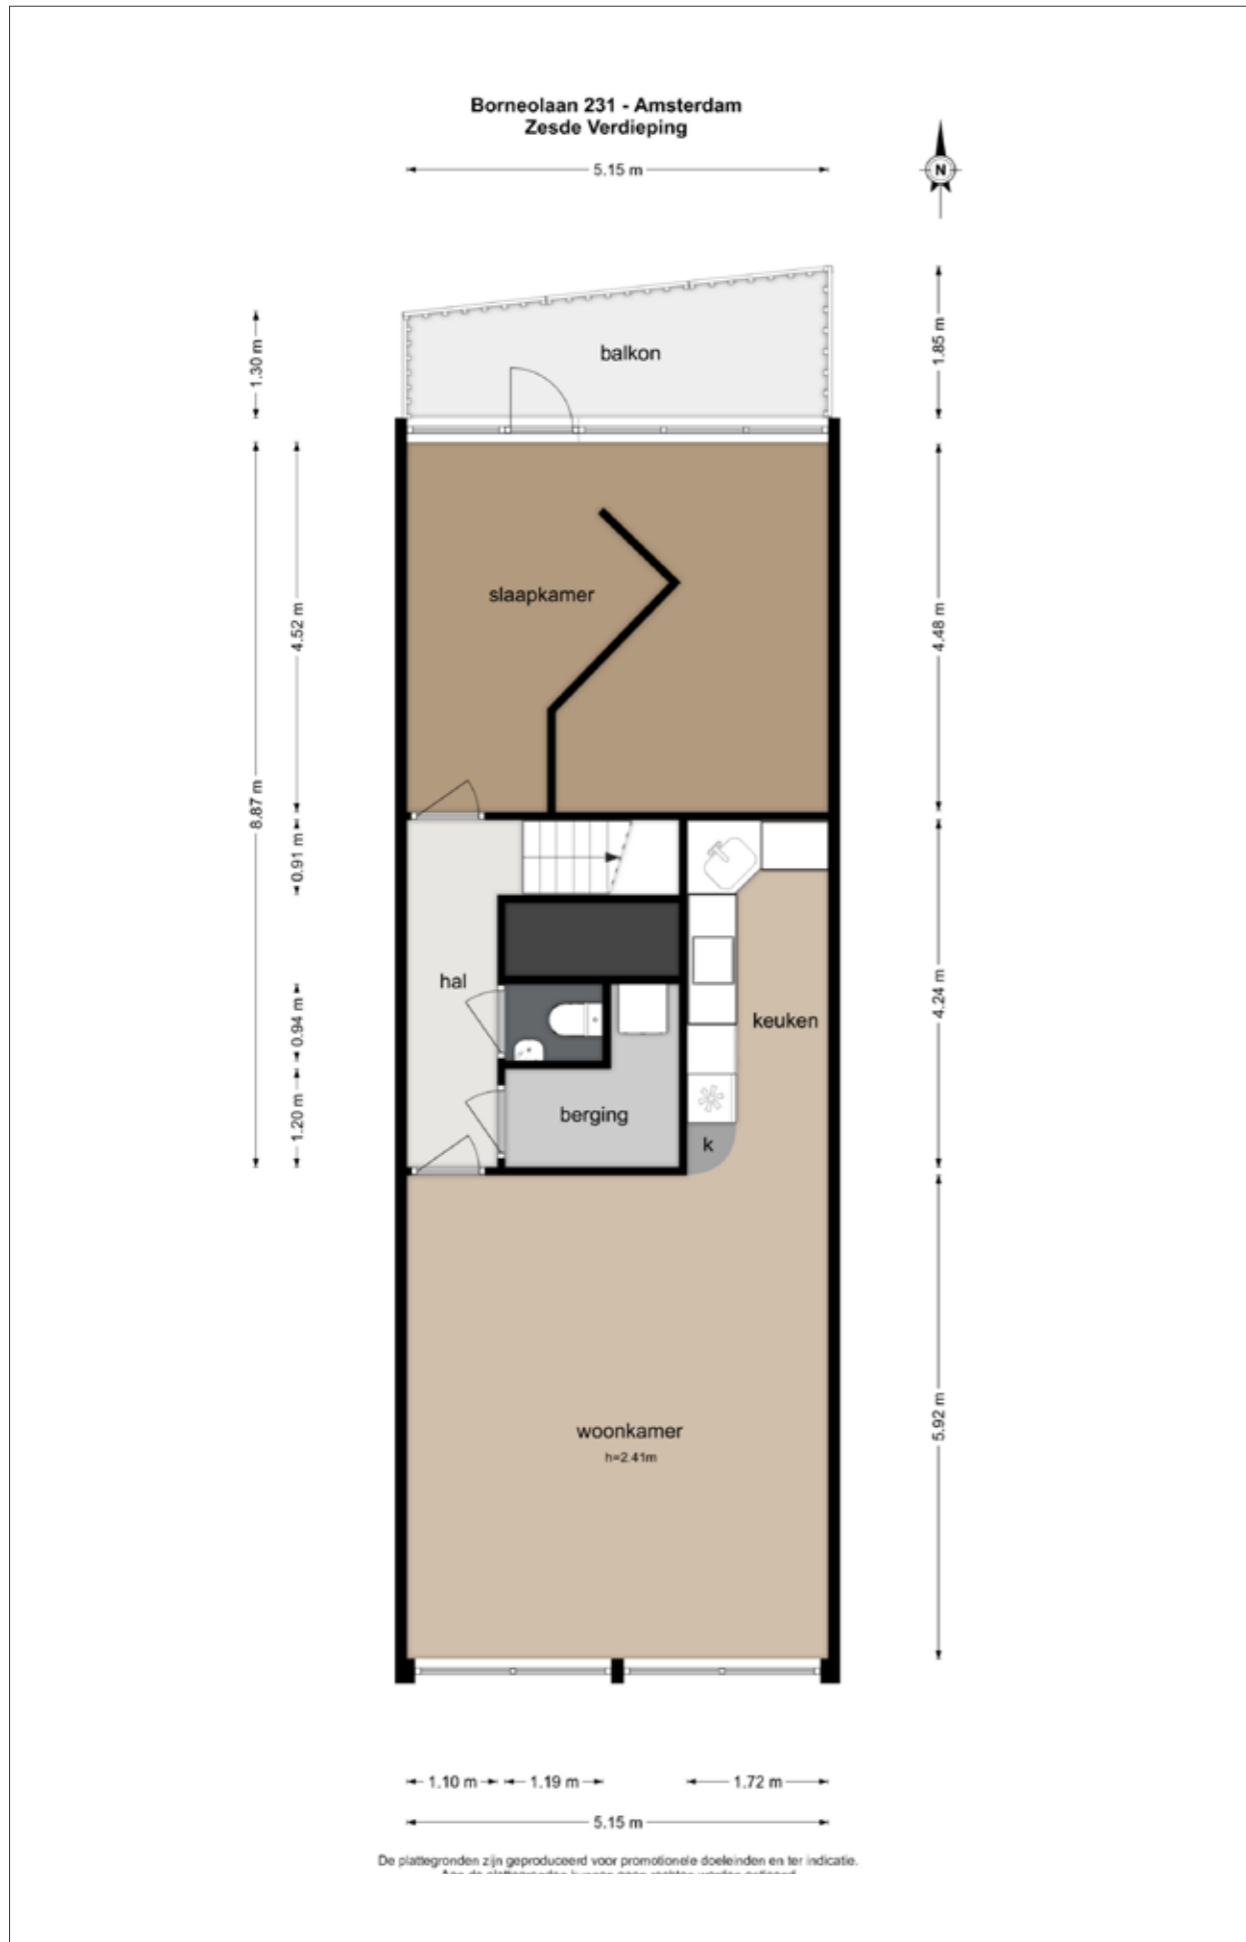 Borneolaan 231 - Amsterdam
Zesde Verdieping
5.15 m
N
balkon
1.30 m
1.85 m
slaapkamer
4.52 m
4.48 m
8.87 m
0.91 m
hal
0.94 m
keuken
4.24 m
berging
1.20 m
k
woonkamer
h=2.41m
5.92 m
1.10 m
1.19 m
1.72 m
5.15 m
De plattegronden zijn geproduceerd voor promotionele doeleinden en ter indicatie.